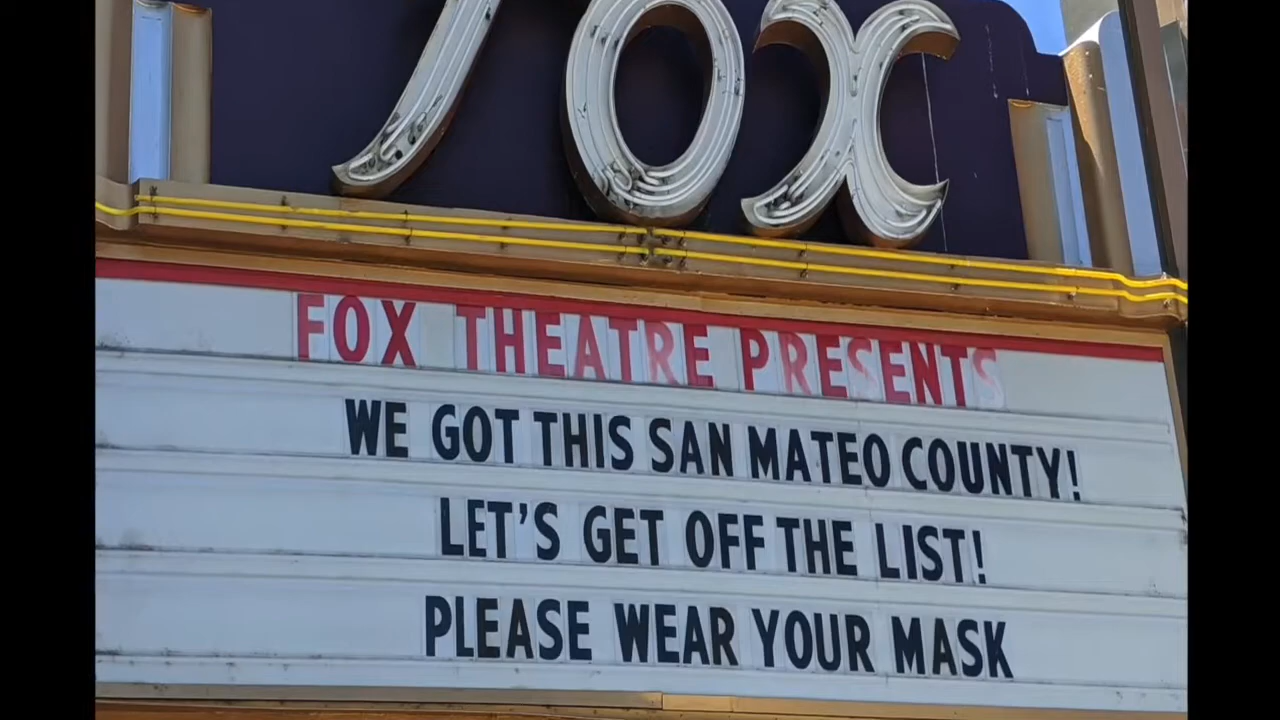 fox
FOX THEATRE PRESENTS
WE GOT THIS SAN MATEO COUNTY!
LET'S GET OFF THE LIST!
PLEASE WEAR YOUR MASK